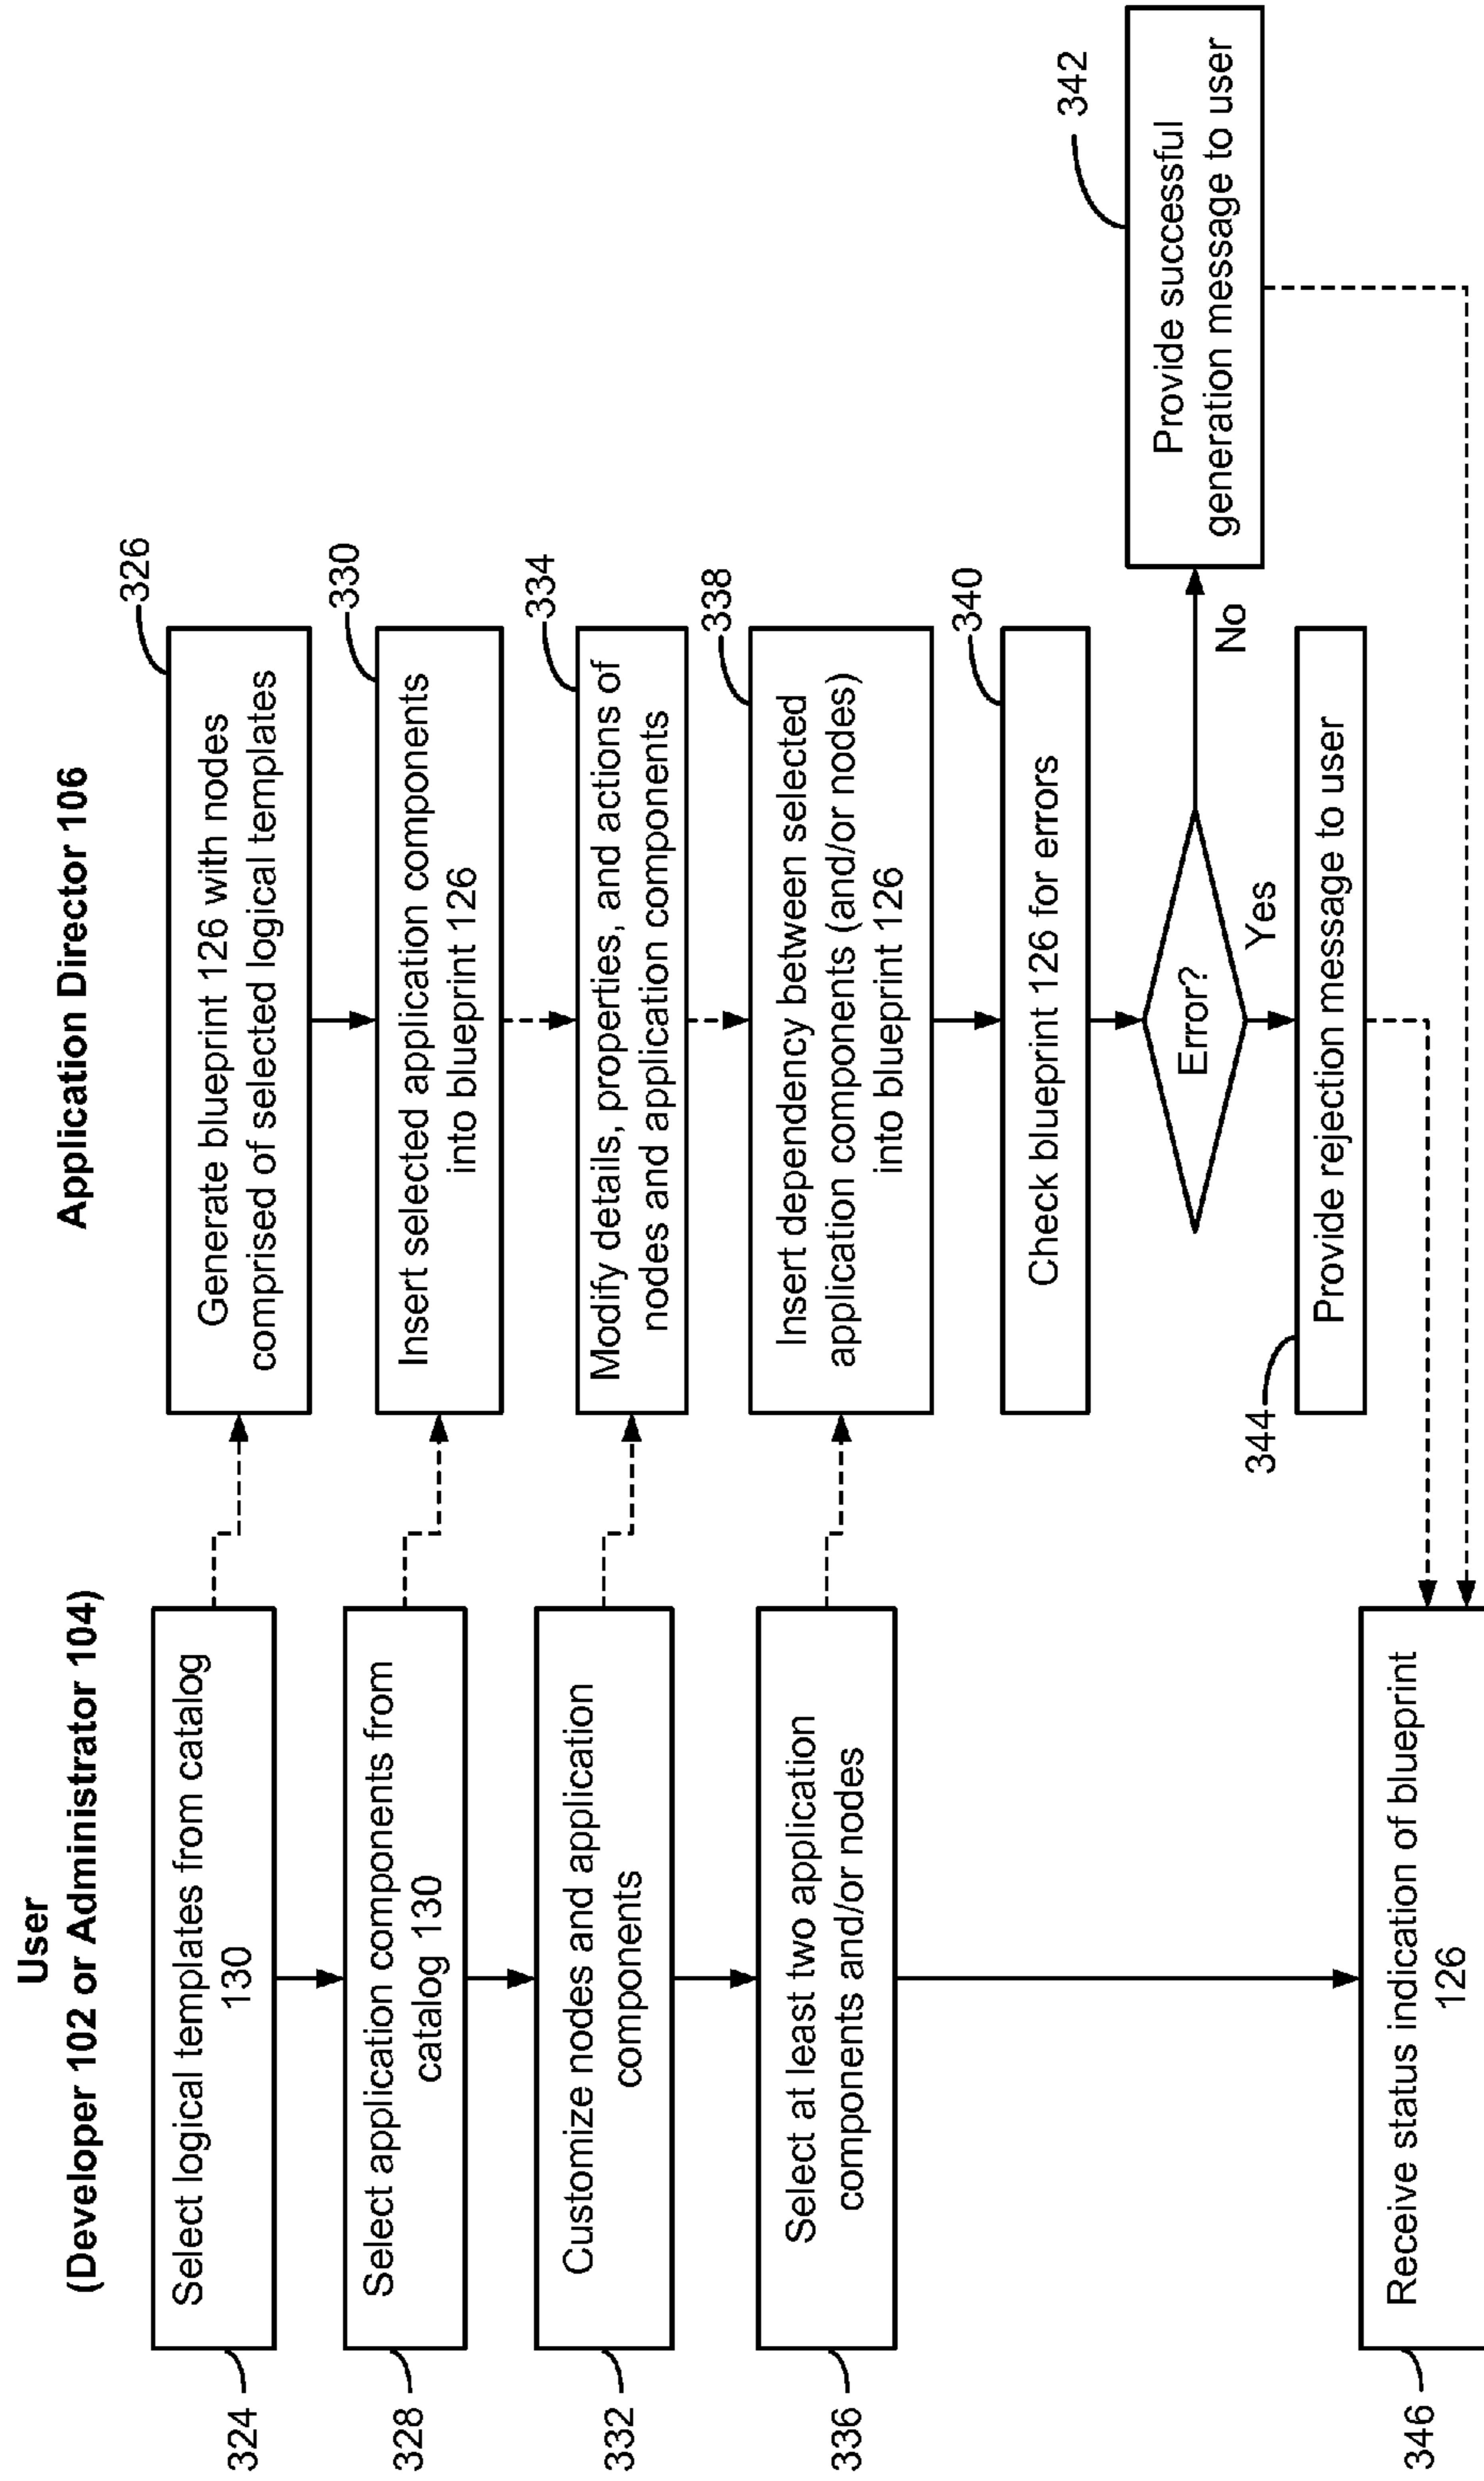 User
(Developer 102 or Administrator 104)
Application Director 106
324
Select logical templates from catalog
130
326
Generate blueprint 126 with nodes
comprised of selected logical templates
328
Select application components from
catalog 130
330
Insert selected application components
into blueprint 126
332
Customize nodes and application
components
334
Modify details, properties, and actions of
nodes and application components
336
Select at least two application
components and/or nodes
338
Insert dependency between selected
application components (and/or nodes)
into blueprint 126
340
Check blueprint 126 for errors
Error?
No
342
Provide successful
generation message to user
Yes
344
Provide rejection message to user
346
Receive status indication of blueprint
126